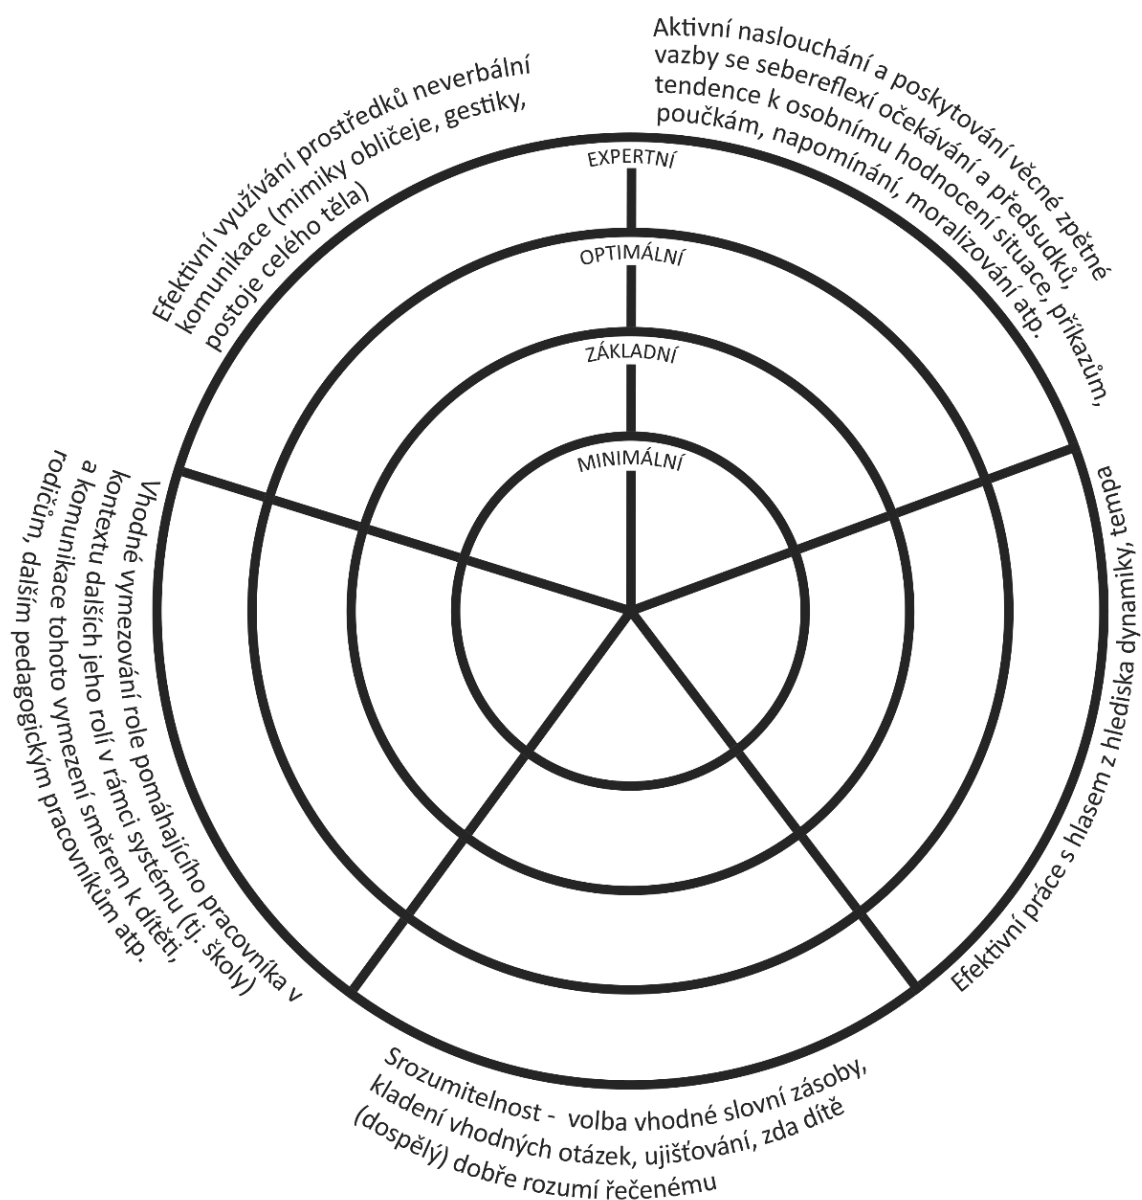 Aktivní naslouchání a poskytování věcné zpětné
vazby se sebereflexí očekávání a předsudků,
tendence k osobnímu hodnocení situace, příkazům,
poučkám, napomínání, moralizování atp.
Efektivní využívání prostředků neverbální
komunikace (mimiky obličeje, gestiky,
postoje celého těla)
EXPERTNÍ
OPTIMÁLNÍ
ZÁKLADNÍ
MINIMÁLNÍ
Efektivní práce s hlasem z hlediska dynamiky, tempa
Vhodné vymezování role pomáhajícího pracovníka v
kontextu dalších jeho rolí v rámci systému (tj. školy)
a komunikace tohoto vymezení směrem k dítěti,
rodičům, dalším pedagogickým pracovníkům atp.
Srozumitelnost - volba vhodné slovní zásoby,
kladení vhodných otázek, ujišťování, zda dítě
(dospělý) dobře rozumí řečenému